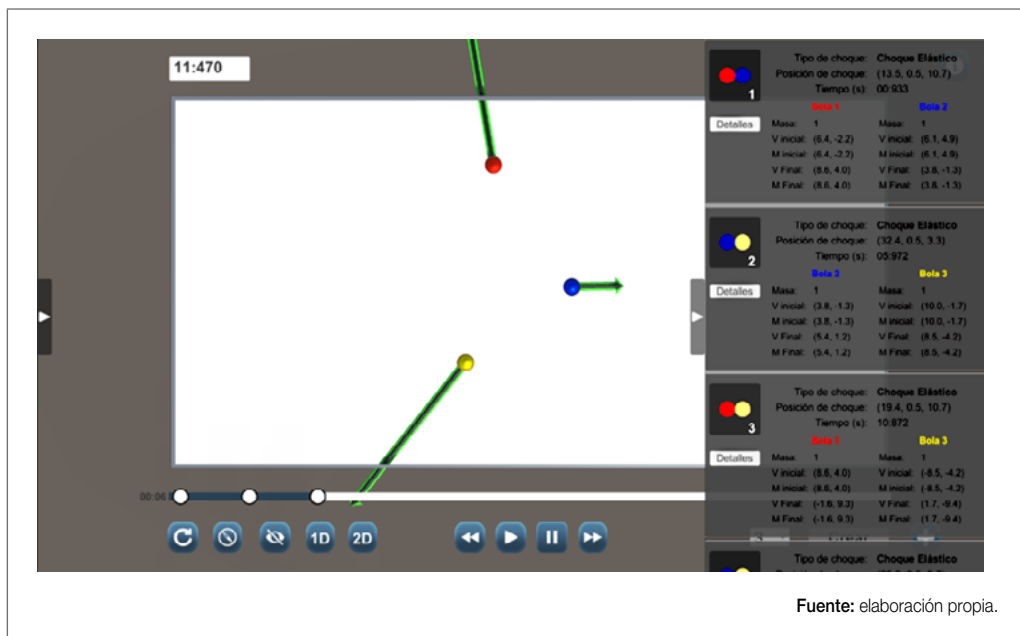 11:470
Tipo de choque: Choque Elástico
Posición de choque: (13.5, 0.5, 10.7)
Tiempo (s): 00:933
1
Bola 1 Bola 2
Detalles
Masa: 1 Masa: 1
V inicial: (6.4, -2.2) V inicial: (6.1, 4.9)
M inicial: (6.4, -2.2) M inicial: (6.1, 4.9)
V Final: (8.6, 4.0) V Final: (3.8, -1.3)
M Final: (8.6, 4.0) M Final: (3.8, -1.3)
Tipo de choque: Choque Elástico
Posición de choque: (32.4, 0.5, 3.3)
Tiempo (s): 05:972
2
Bola 3 Bola 3
Detalles
Masa: 1 Masa: 1
V inicial: (3.8, -1.3) V inicial: (10.0, -1.7)
M inicial: (3.8, -1.3) M inicial: (10.0, -1.7)
V Final: (5.4, 1.2) V Final: (8.5, -4.2)
M Final: (5.4, 1.2) M Final: (8.5, -4.2)
Tipo de choque: Choque Elástico
Posición de choque: (19.4, 0.5, 10.7)
Tiempo (s): 10:872
3
Bola 1 Bola 3
Detalles
Masa: 1 Masa: 1
V inicial: (8.6, 4.0) V inicial: (-8.5, -4.2)
M inicial: (8.6, 4.0) M inicial: (-8.5, -4.2)
V Final: (-1.6, 9.3) V Final: (1.7, -9.4)
M Final: (-1.6, 9.3) M Final: (1.7, -9.4)
Tipo de choque: Choque Elástico
00:06
1D 2D
Fuente: elaboración propia.